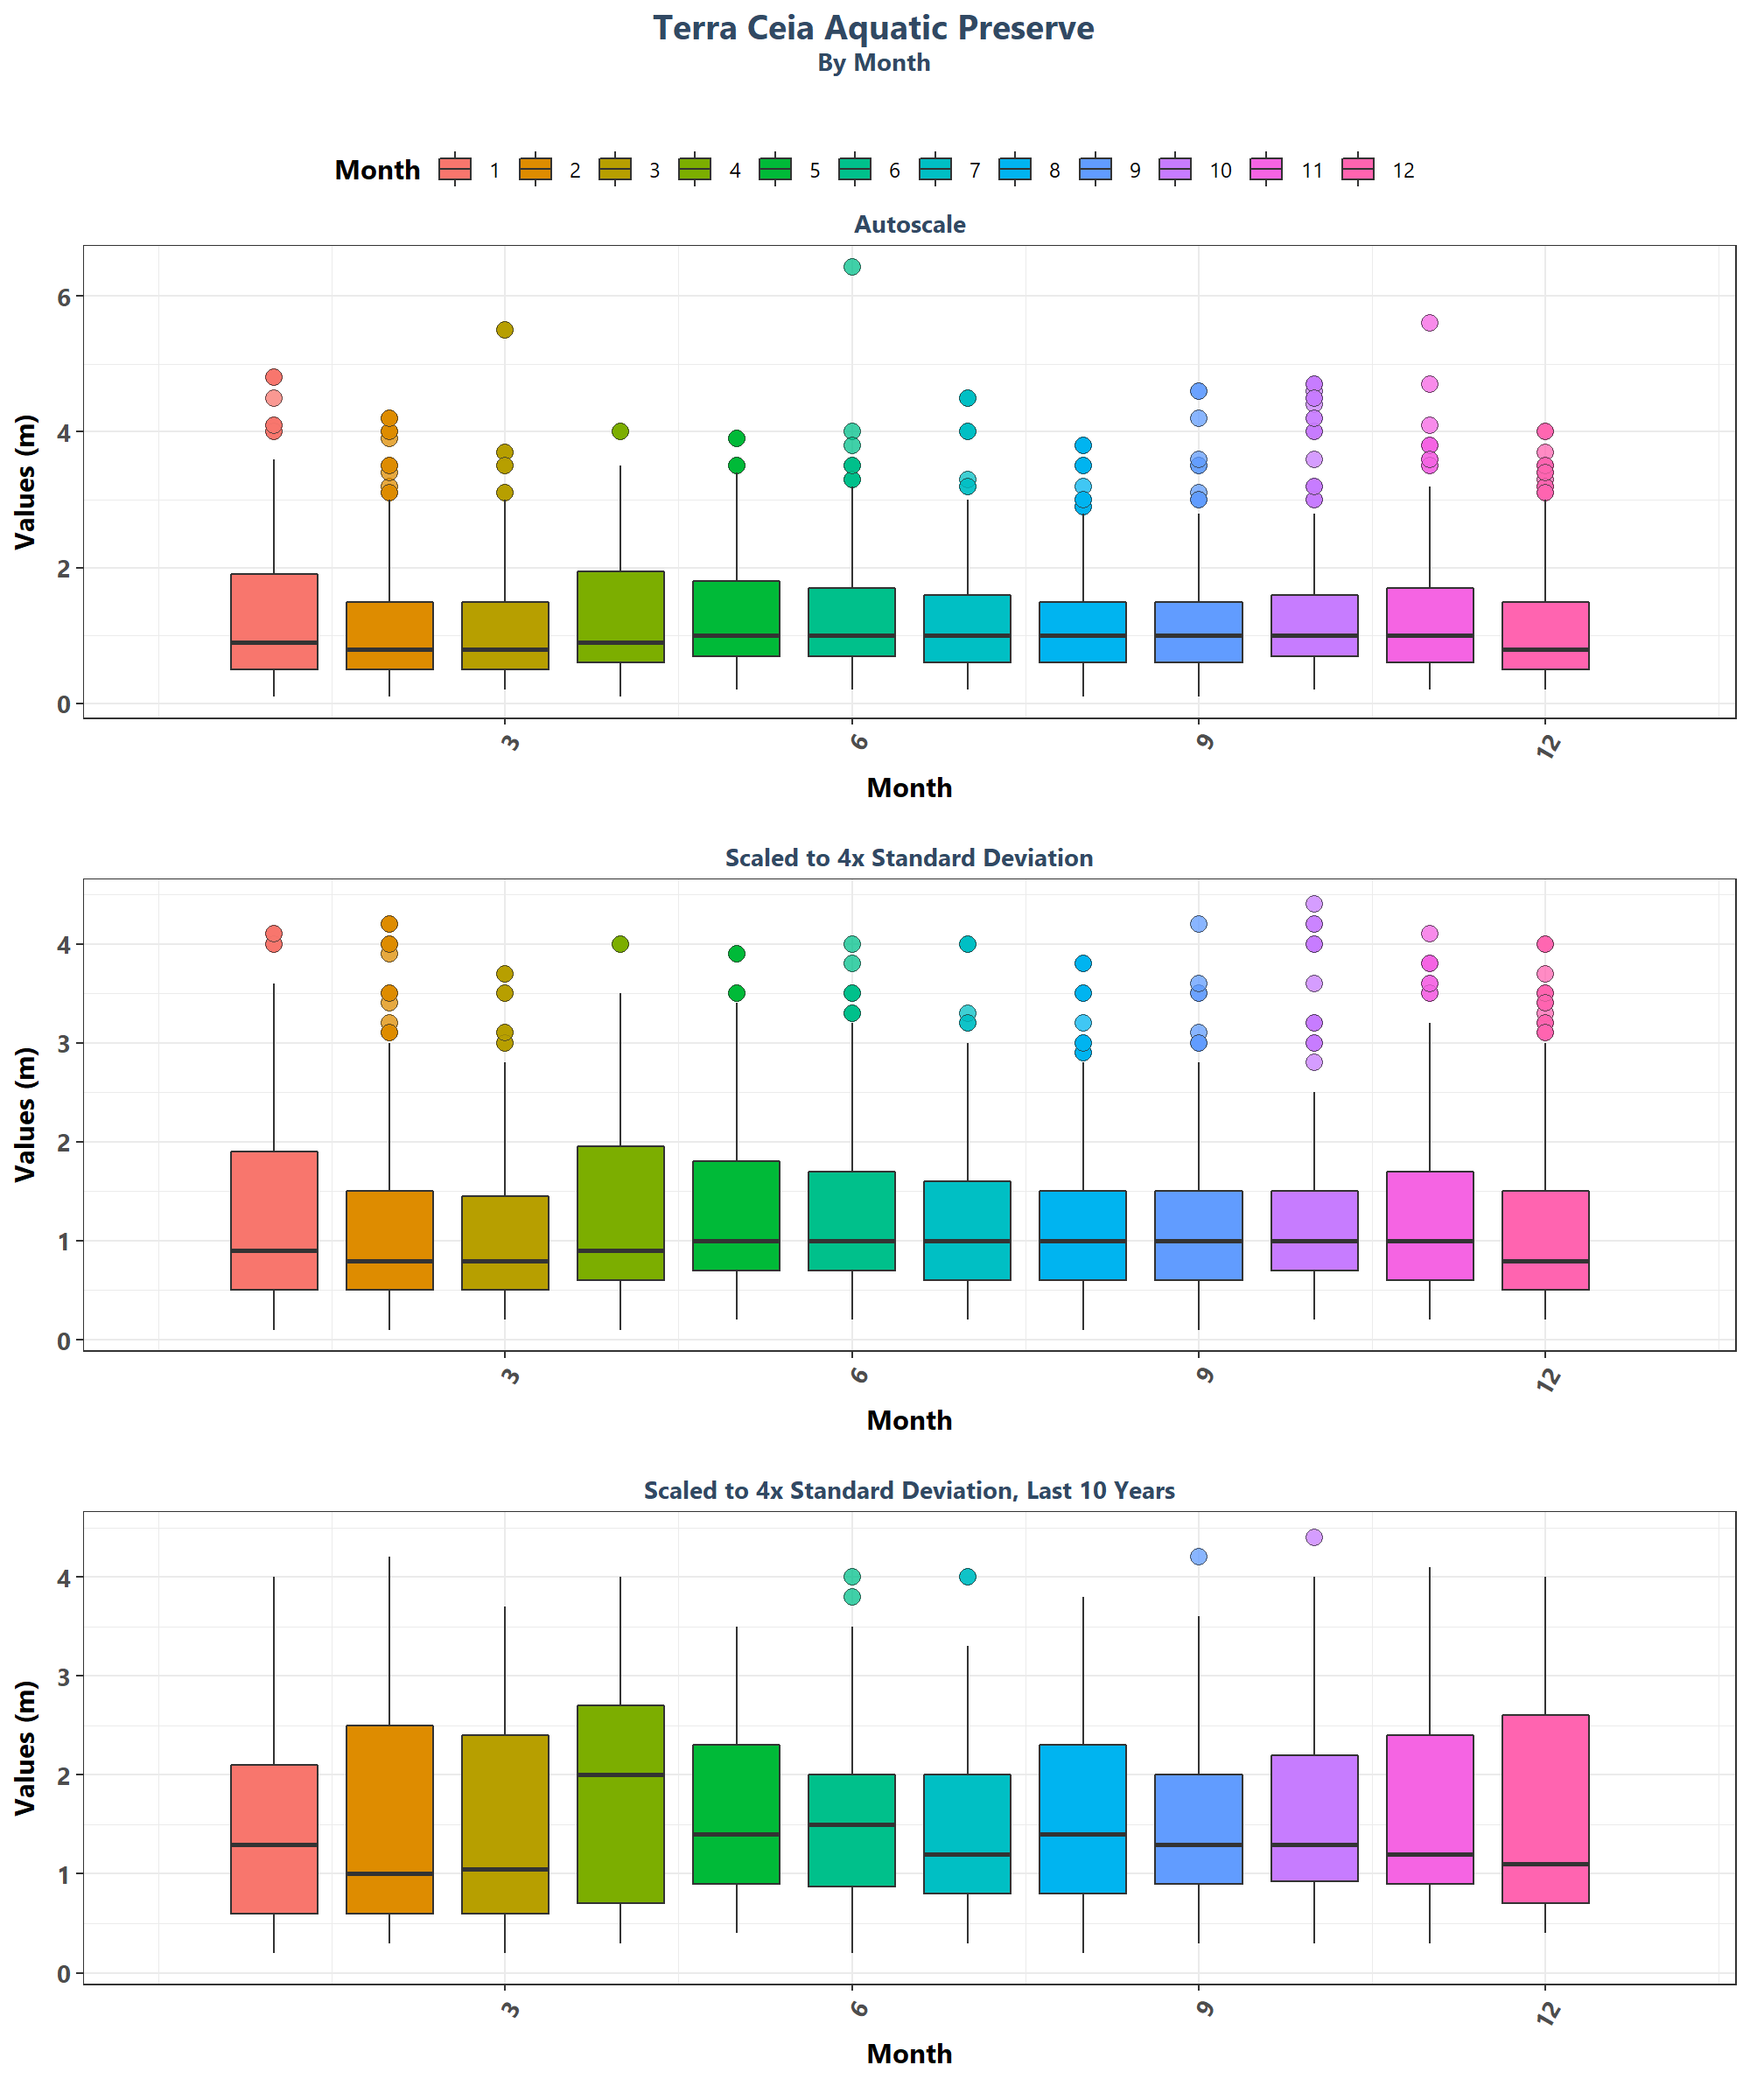 Terra Ceia Aquatic Preserve
By Month
Month 1 2 3 4 5 6 7 8 9 10 11 12
Autoscale
Values (m)
6
4
2
0
3 6 9 12
Month
Scaled to 4x Standard Deviation
Values (m)
4
3
2
1
0
3 6 9 12
Month
Scaled to 4x Standard Deviation, Last 10 Years
Values (m)
4
3
2
1
0
3 6 9 12
Month